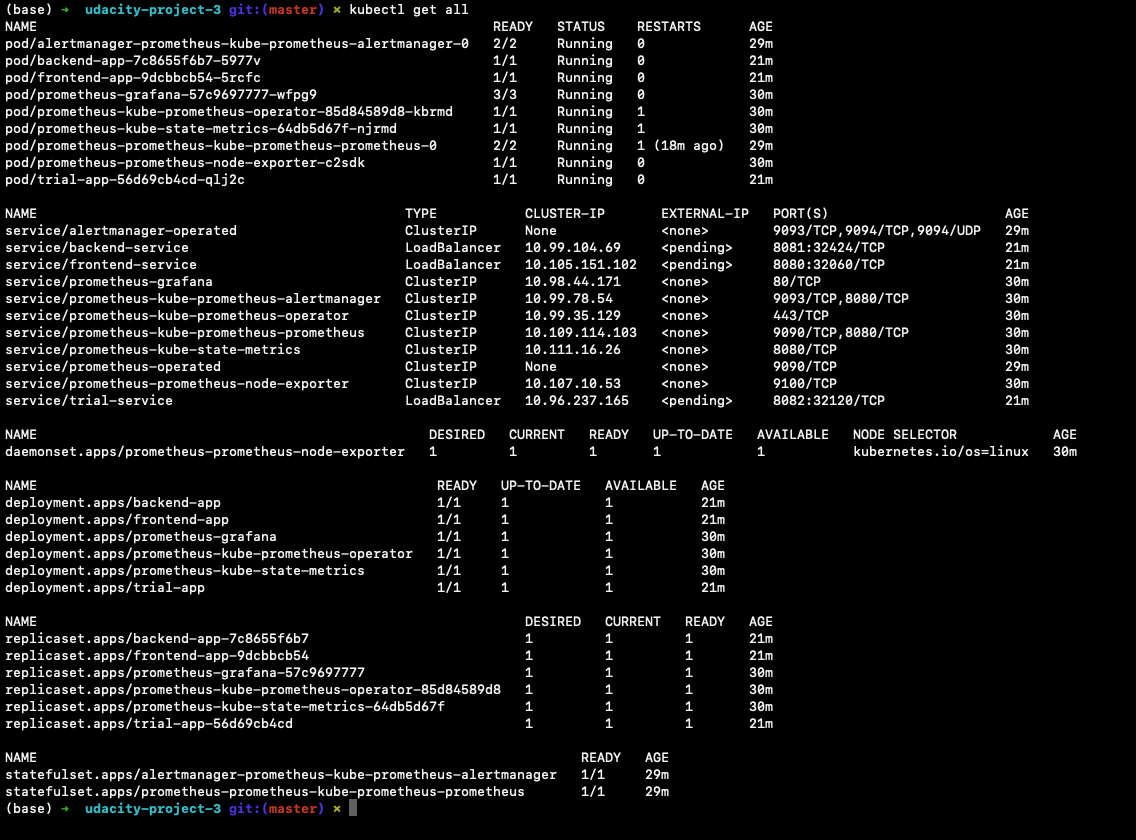 (base) → udacity-project-3 git:(master) × kubectl get all
NAME READY STATUS RESTARTS AGE
pod/alertmanager-prometheus-kube-prometheus-alertmanager-0 2/2 Running 0 29m
pod/backend-app-7c8655f6b7-5977v 1/1 Running 0 21m
pod/frontend-app-9dcbbcb54-5rcfc 1/1 Running 0 21m
pod/prometheus-grafana-57c9697777-wfpg9 3/3 Running 0 30m
pod/prometheus-kube-prometheus-operator-85d84589d8-kbrmd 1/1 Running 1 30m
pod/prometheus-kube-state-metrics-64db5d67f-njrmd 1/1 Running 1 30m
pod/prometheus-prometheus-kube-prometheus-prometheus-0 2/2 Running 1 (18m ago) 29m
pod/prometheus-prometheus-node-exporter-c2sdk 1/1 Running 0 30m
pod/trial-app-56d69cb4cd-qlj2c 1/1 Running 0 21m
NAME TYPE CLUSTER-IP EXTERNAL-IP PORT(S) AGE
service/alertmanager-operated ClusterIP None <none> 9093/TCP,9094/TCP,9094/UDP 29m
service/backend-service LoadBalancer 10.99.104.69 <pending> 8081:32424/TCP 21m
service/frontend-service LoadBalancer 10.105.151.102 <pending> 8080:32060/TCP 21m
service/prometheus-grafana ClusterIP 10.98.44.171 <none> 80/TCP 30m
service/prometheus-kube-prometheus-alertmanager ClusterIP 10.99.78.54 <none> 9093/TCP,8080/TCP 30m
service/prometheus-kube-prometheus-operator ClusterIP 10.99.35.129 <none> 443/TCP 30m
service/prometheus-kube-prometheus-prometheus ClusterIP 10.109.114.103 <none> 9090/TCP,8080/TCP 30m
service/prometheus-kube-state-metrics ClusterIP 10.111.16.26 <none> 8080/TCP 30m
service/prometheus-operated ClusterIP None <none> 9090/TCP 29m
service/prometheus-prometheus-node-exporter ClusterIP 10.107.10.53 <none> 9100/TCP 30m
service/trial-service LoadBalancer 10.96.237.165 <pending> 8082:32120/TCP 21m
NAME DESIRED CURRENT READY UP-TO-DATE AVAILABLE NODE SELECTOR AGE
daemonset.apps/prometheus-prometheus-node-exporter 1 1 1 1 1 kubernetes.io/os=linux 30m
NAME READY UP-TO-DATE AVAILABLE AGE
deployment.apps/backend-app 1/1 1 1 21m
deployment.apps/frontend-app 1/1 1 1 21m
deployment.apps/prometheus-grafana 1/1 1 1 30m
deployment.apps/prometheus-kube-prometheus-operator 1/1 1 1 30m
deployment.apps/prometheus-kube-state-metrics 1/1 1 1 30m
deployment.apps/trial-app 1/1 1 1 21m
NAME DESIRED CURRENT READY AGE
replicaset.apps/backend-app-7c8655f6b7 1 1 1 21m
replicaset.apps/frontend-app-9dcbbcb54 1 1 1 21m
replicaset.apps/prometheus-grafana-57c9697777 1 1 1 30m
replicaset.apps/prometheus-kube-prometheus-operator-85d84589d8 1 1 1 30m
replicaset.apps/prometheus-kube-state-metrics-64db5d67f 1 1 1 30m
replicaset.apps/trial-app-56d69cb4cd 1 1 1 21m
NAME READY AGE
statefulset.apps/alertmanager-prometheus-kube-prometheus-alertmanager 1/1 29m
statefulset.apps/prometheus-prometheus-kube-prometheus-prometheus 1/1 29m
(base) → udacity-project-3 git:(master) ×